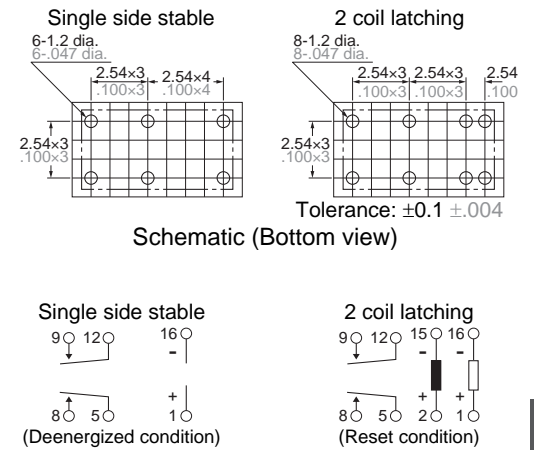 Single side stable
6-1.2 dia.
6-.047 dia.
2.54×3 2.54×4
.100×3 .100×4
2.54×3
.100×3
2 coil latching
8-1.2 dia.
8-.047 dia.
2.54×3 2.54×3 2.54
.100×3 .100×3 .100
2.54×3
.100×3
Tolerance: ±0.1 ±.004
Schematic (Bottom view)
Single side stable
9 12 16
-
+
8 5 1
(Deenergized condition)
2 coil latching
9 12 15 16
- -
+ +
8 5 2 1
(Reset condition)